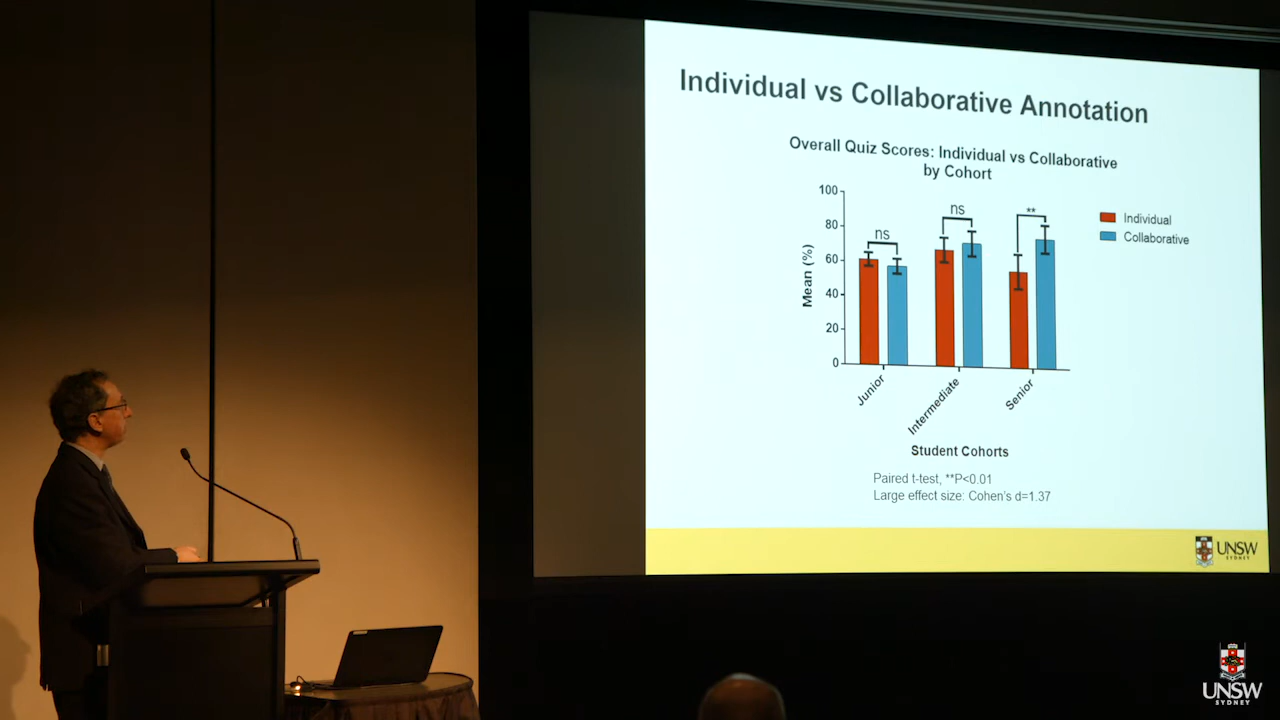 Individual vs Collaborative Annotation
Overall Quiz Scores: Individual vs Collaborative
by Cohort
100
80
60
40
20
0
Mean (%)
ns
ns
**
Individual
Collaborative
Junior
Intermediate
Senior
Student Cohorts
Paired t-test, **P<0.01
Large effect size: Cohen's d=1.37
UNSW
SYDNEY
UNSW
SYDNEY